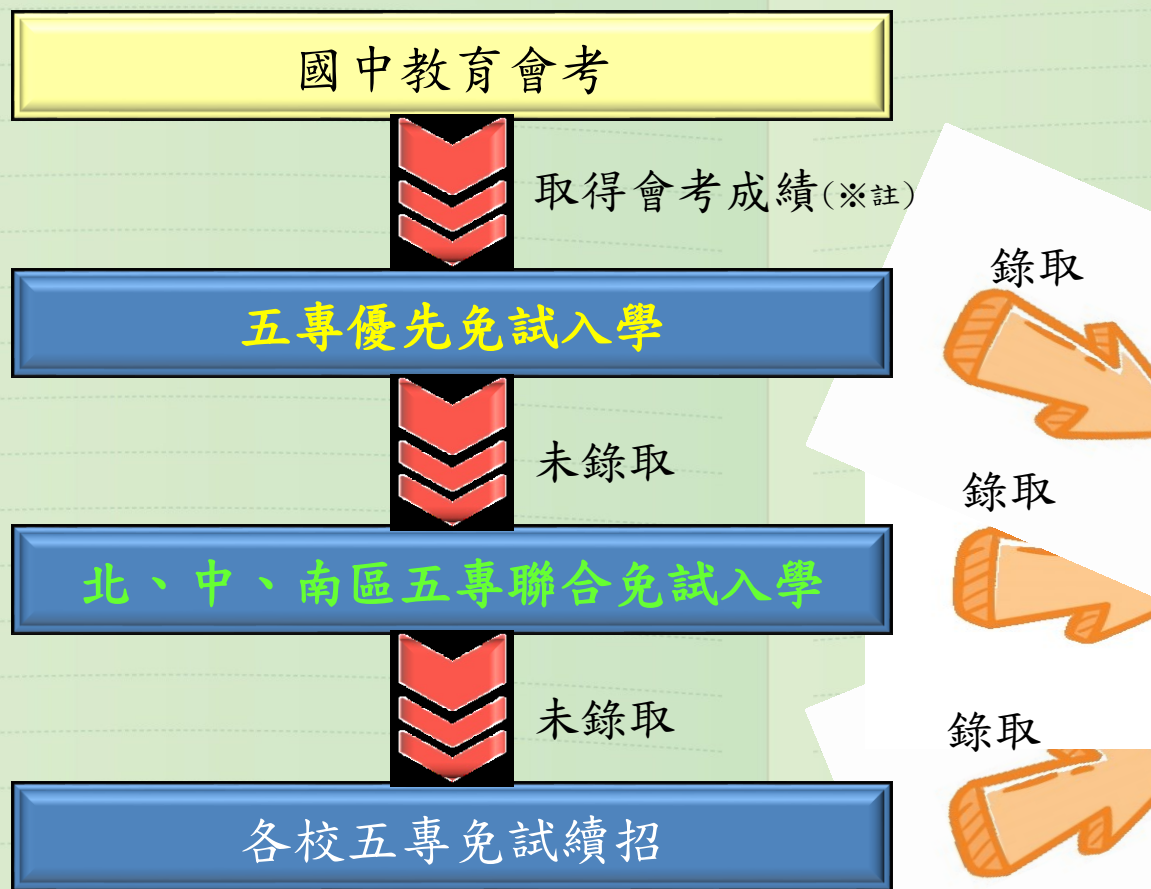 國中教育會考
取得會考成績(※註)
錄取
五專優先免試入學
未錄取
錄取
北、中、南區五專聯合免試入學
未錄取
錄取
各校五專免試續招